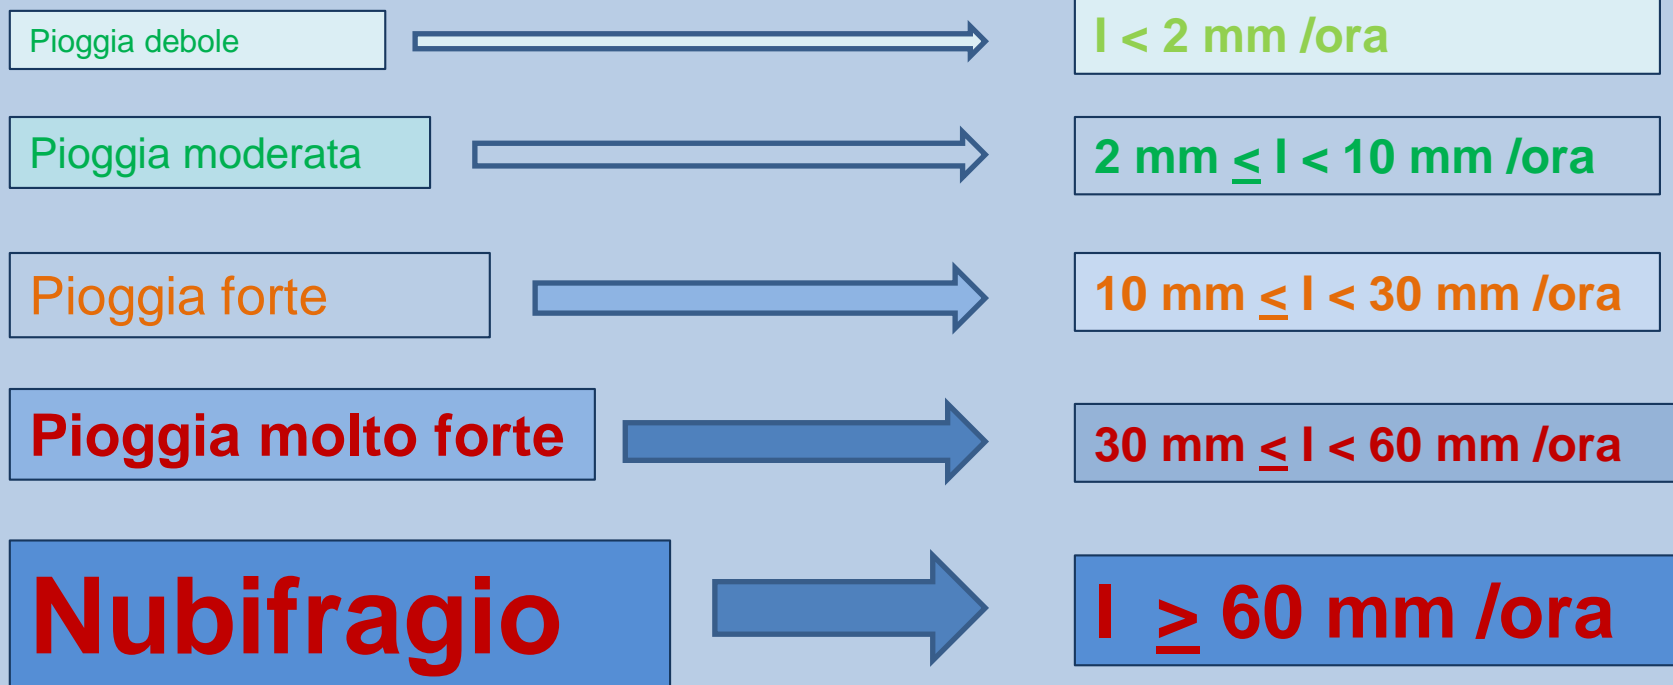 Pioggia debole
I < 2 mm /ora
Pioggia moderata
2 mm ≤ I < 10 mm /ora
Pioggia forte
10 mm ≤ I < 30 mm /ora
Pioggia molto forte
30 mm ≤ I < 60 mm /ora
Nubifragio
I ≥ 60 mm /ora